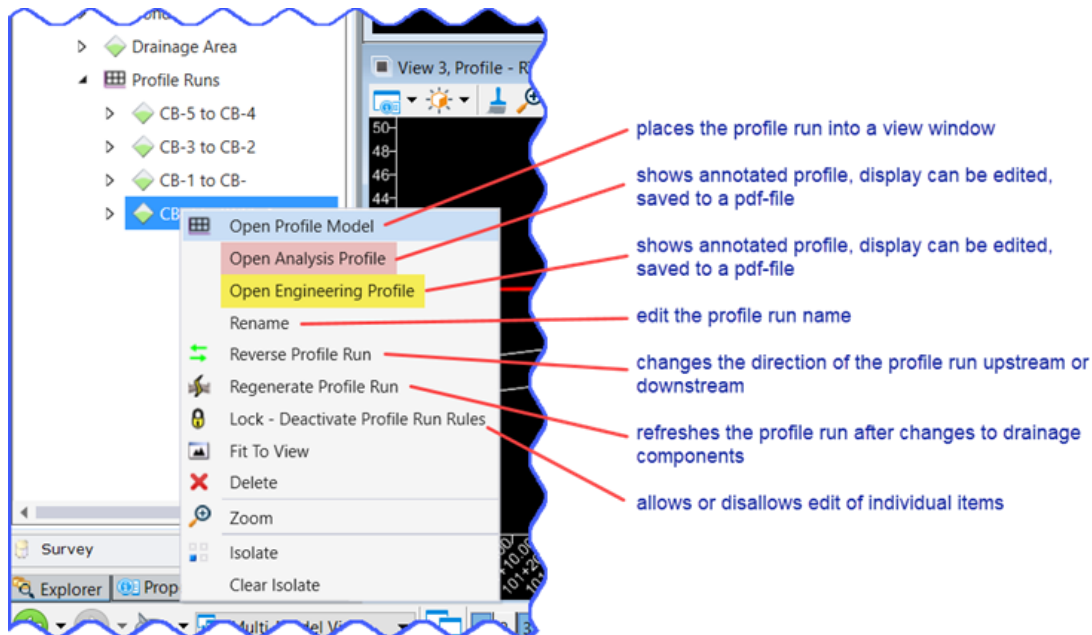 Drainage Area
Profile Runs
CB-5 to CB-4
CB-3 to CB-2
CB-1 to CB-
CB
View 3, Profile - R
50
48
46
44
Open Profile Model
Open Analysis Profile
Open Engineering Profile
Rename
Reverse Profile Run
Regenerate Profile Run
Lock - Deactivate Profile Run Rules
Fit To View
Delete
Zoom
Isolate
Clear Isolate
places the profile run into a view window
shows annotated profile, display can be edited,
saved to a pdf-file
shows annotated profile, display can be edited,
saved to a pdf-file
edit the profile run name
changes the direction of the profile run upstream or
downstream
refreshes the profile run after changes to drainage
components
allows or disallows edit of individual items
Survey
Explorer
Prop